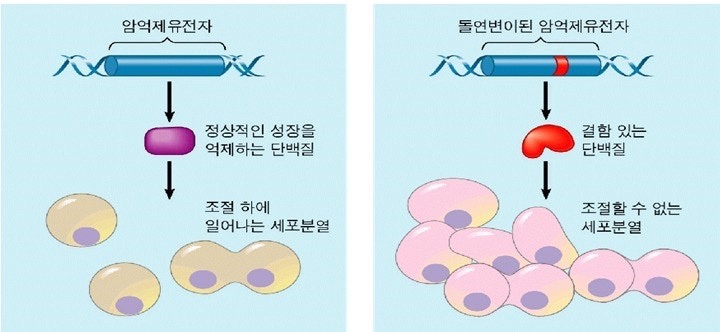 암억제유전자
정상적인 성장을
억제하는 단백질
조절 하에
일어나는 세포분열
돌연변이된 암억제유전자
결함 있는
단백질
조절할 수 없는
세포분열